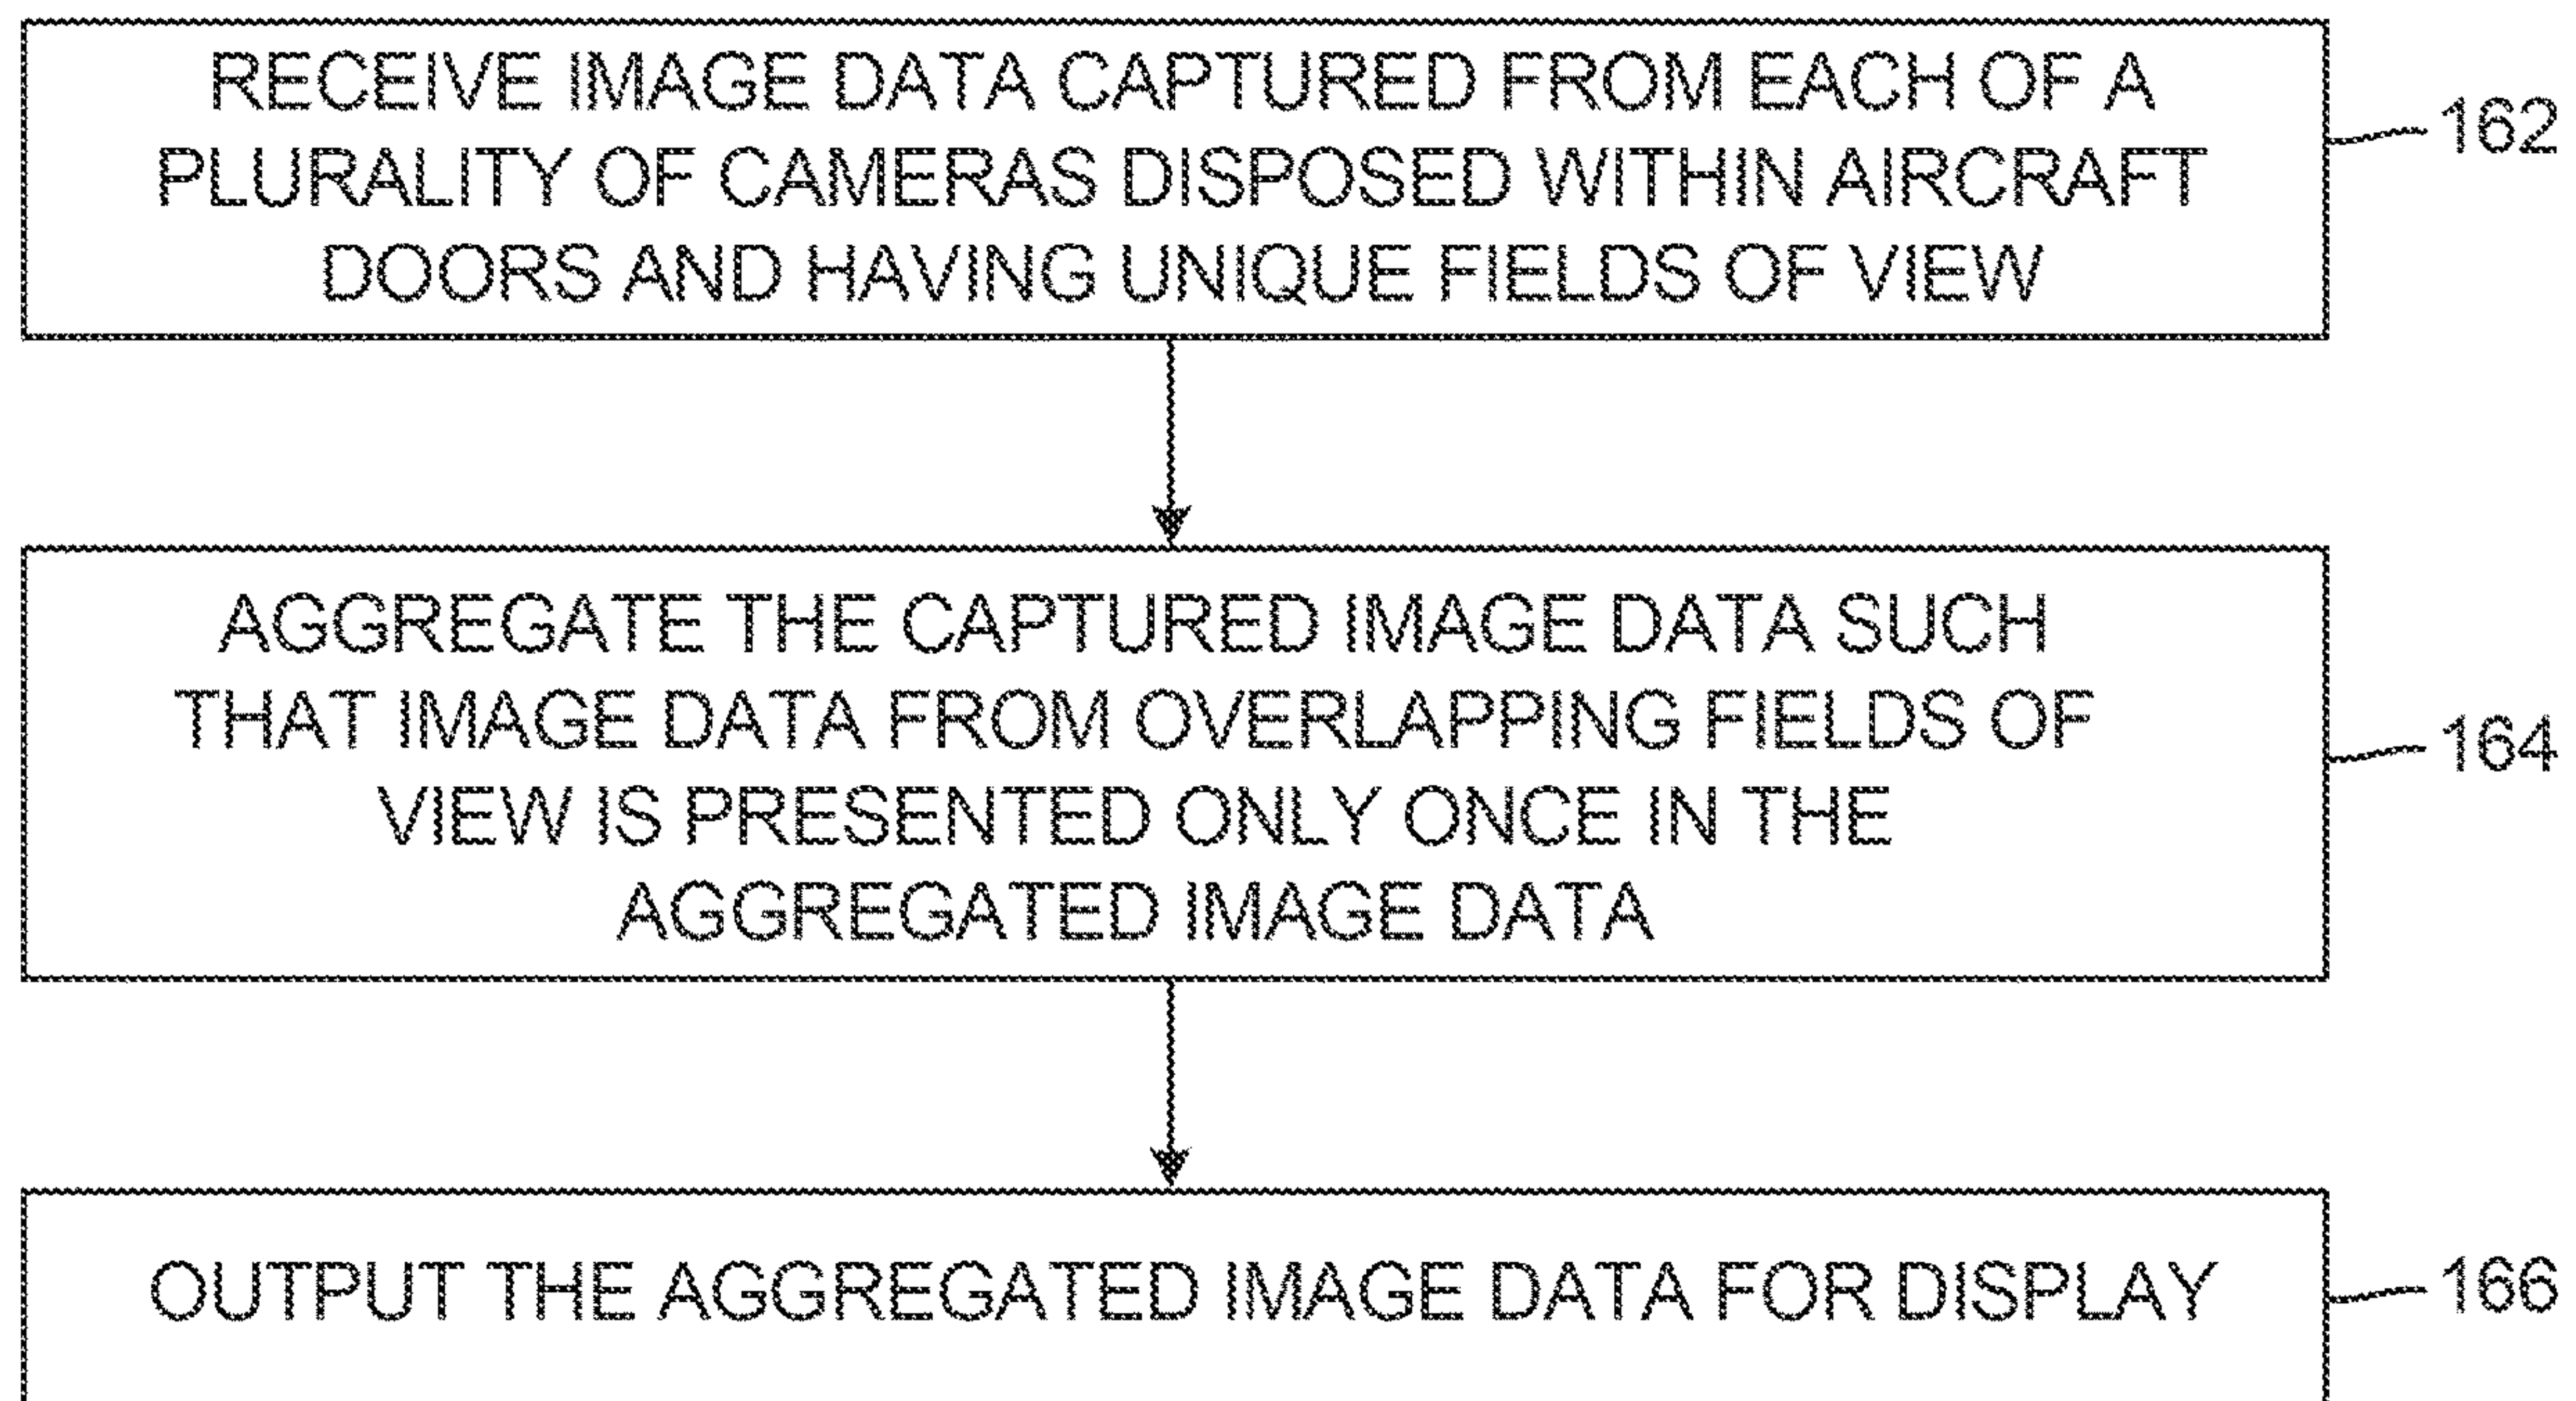 RECEIVE IMAGE DATA CAPTURED FROM EACH OF A
PLURALITY OF CAMERAS DISPOSED WITHIN AIRCRAFT
DOORS AND HAVING UNIQUE FIELDS OF VIEW
162
AGGREGATE THE CAPTURED IMAGE DATA SUCH
THAT IMAGE DATA FROM OVERLAPPING FIELDS OF
VIEW IS PRESENTED ONLY ONCE IN THE
AGGREGATED IMAGE DATA
164
OUTPUT THE AGGREGATED IMAGE DATA FOR DISPLAY
166